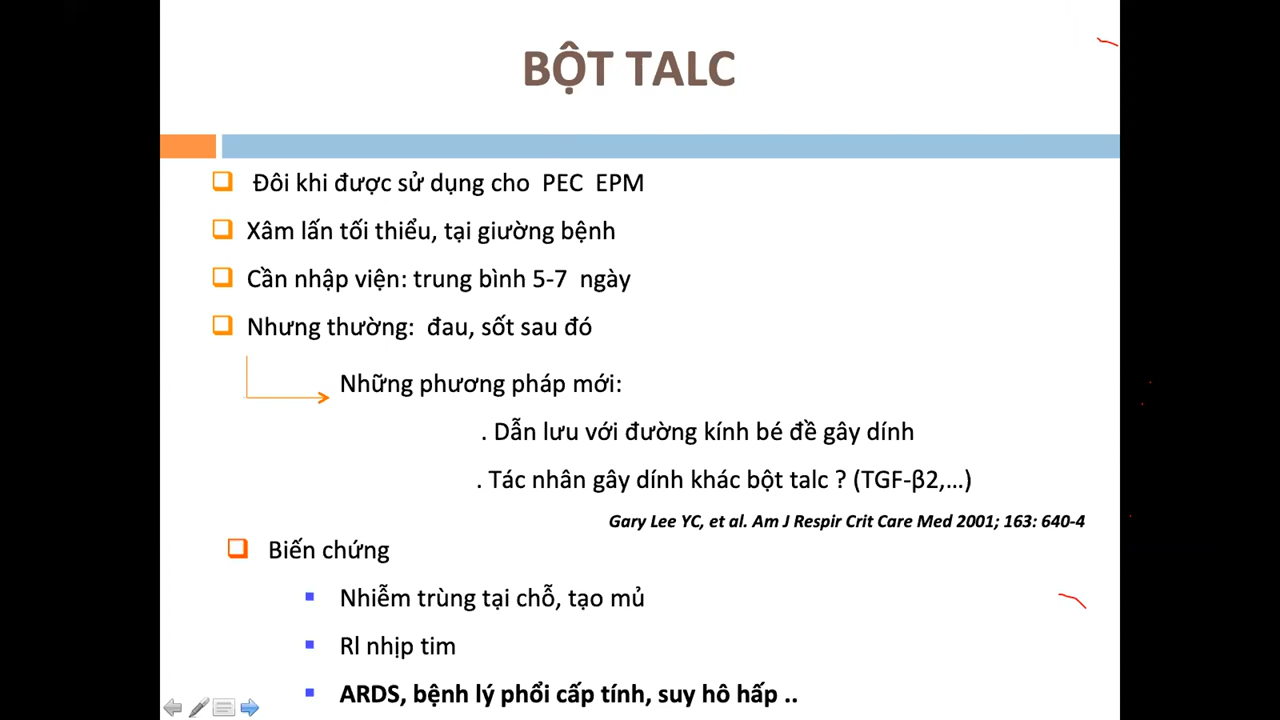 BỘT TALC
Đôi khi được sử dụng cho PEC EPM
Xâm lấn tối thiểu, tại giường bệnh
Cần nhập viện: trung bình 5-7 ngày
Nhưng thường: đau, sốt sau đó
Những phương pháp mới:
. Dẫn lưu với đường kính bé đề gây dính
. Tác nhân gây dính khác bột talc ? (TGF-β2,...)
Gary Lee YC, et al. Am J Respir Crit Care Med 2001; 163: 640-4
Biến chứng
Nhiễm trùng tại chỗ, tạo mủ
Rl nhịp tim
ARDS, bệnh lý phổi cấp tính, suy hô hấp ..